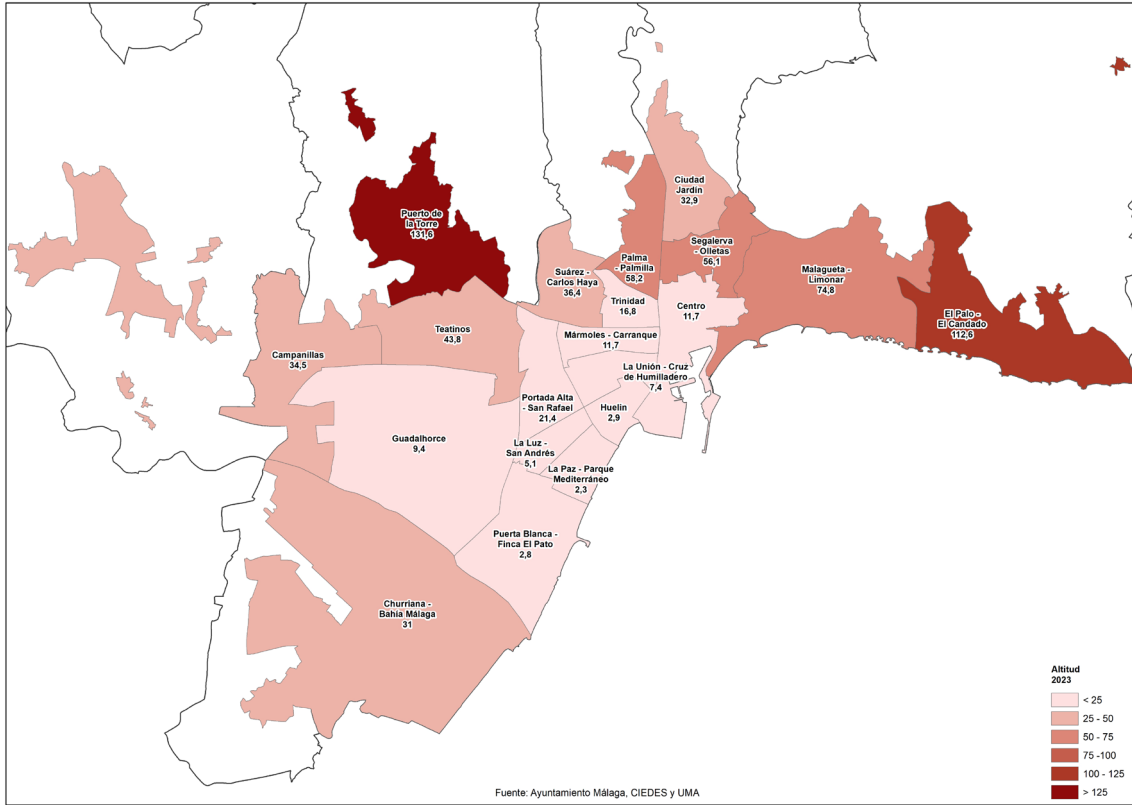 Ciudad
Jardín
32,9
Puerto de
la Torre
131,6
Segalerva -
Olletas
56,1
Palma
- Palmilla
58,2
Suárez -
Carlos Haya
36,4
Malagueta -
Limonar
74,8
Trinidad
16,8
Centro
11,7
El Palo -
El Candado
112,6
Teatinos
43,8
Mármoles - Carranque
11,7
Campanillas
34,5
La Unión - Cruz
de Humilladero
7,4
Portada Alta
- San Rafael
21,4
Huelin
2,9
Guadalhorce
9,4
La Luz -
San Andrés
5,1
La Paz - Parque
Mediterráneo
2,3
Puerta Blanca -
Finca El Pato
2,8
Churriana -
Bahía Málaga
31
Altitud
2023
< 25
25 - 50
50 - 75
75 -100
100 - 125
> 125
Fuente: Ayuntamiento Málaga, CIEDES y UMA